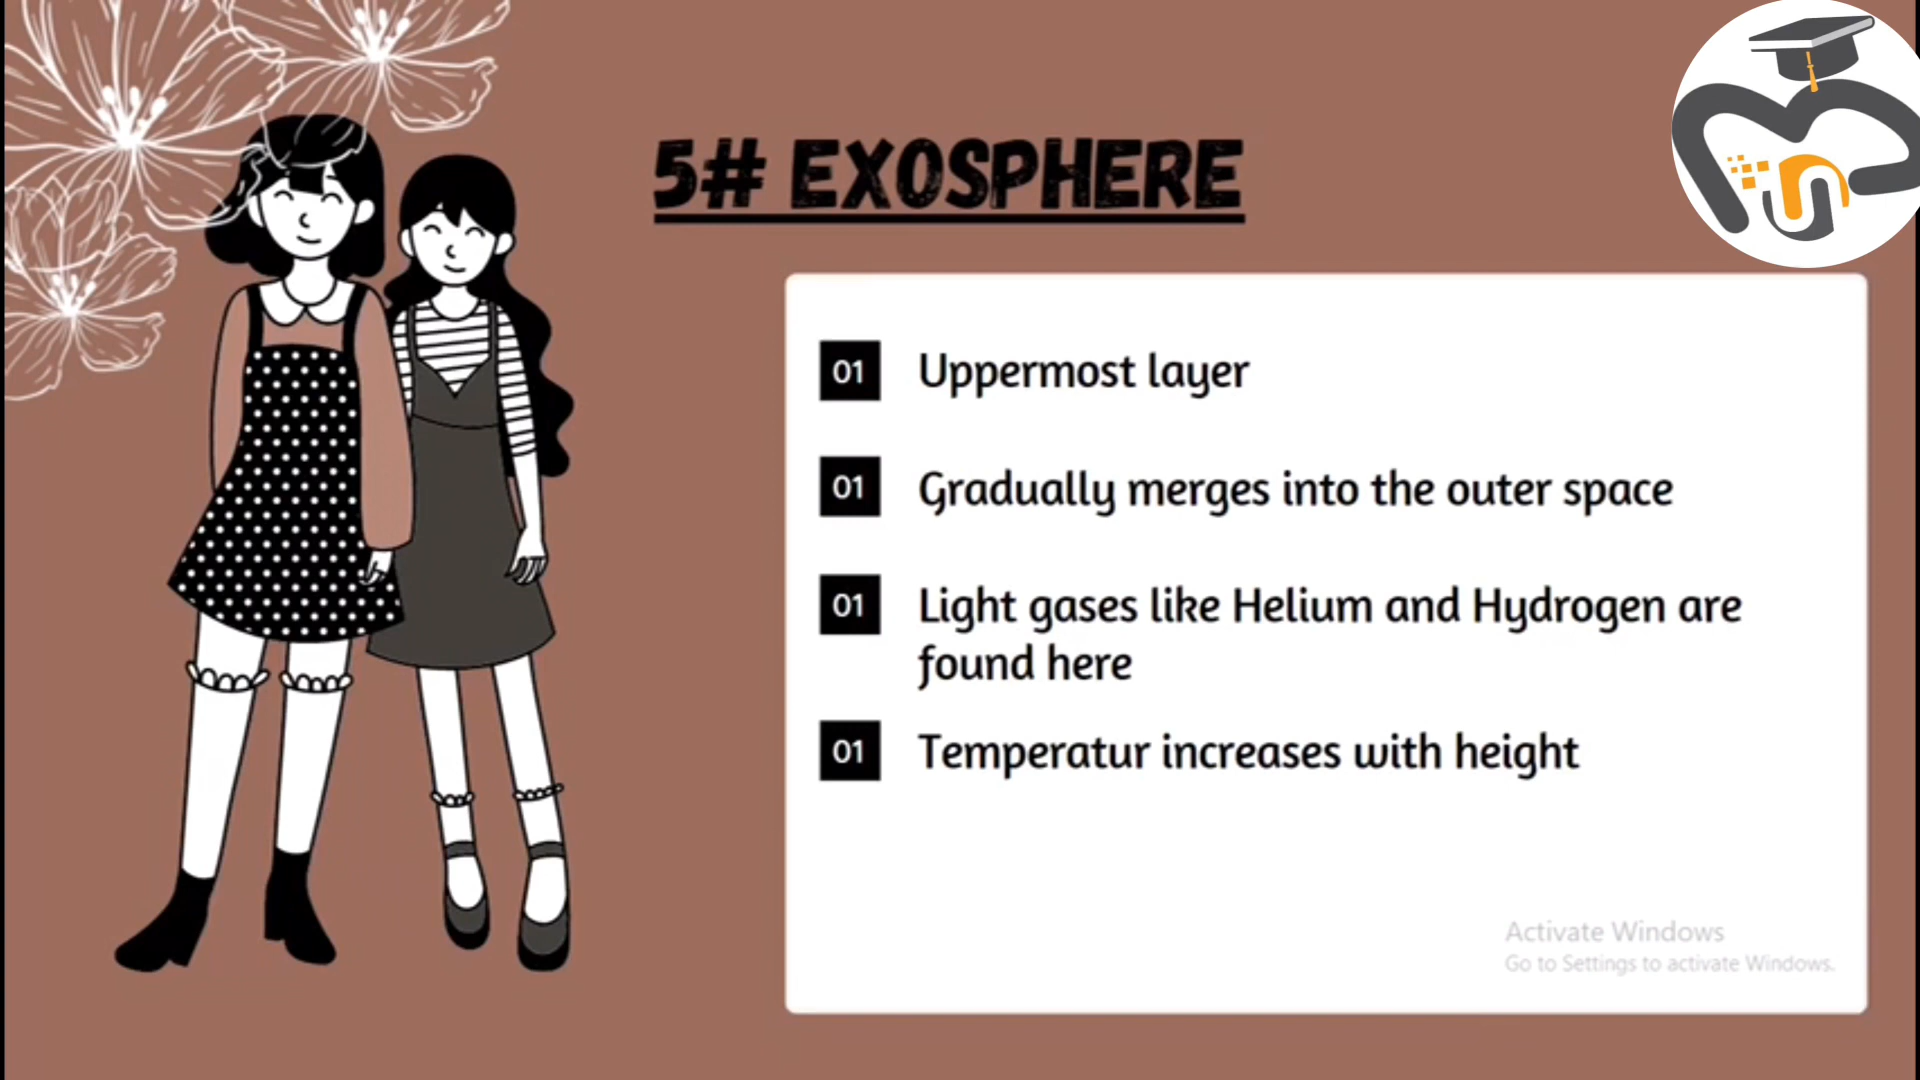 5# EXOSPHERE
01 Uppermost layer
01 Gradually merges into the outer space
01 Light gases like Helium and Hydrogen are
found here
01 Temperatur increases with height
Activate Windows
Go to Settings to activate Windows.